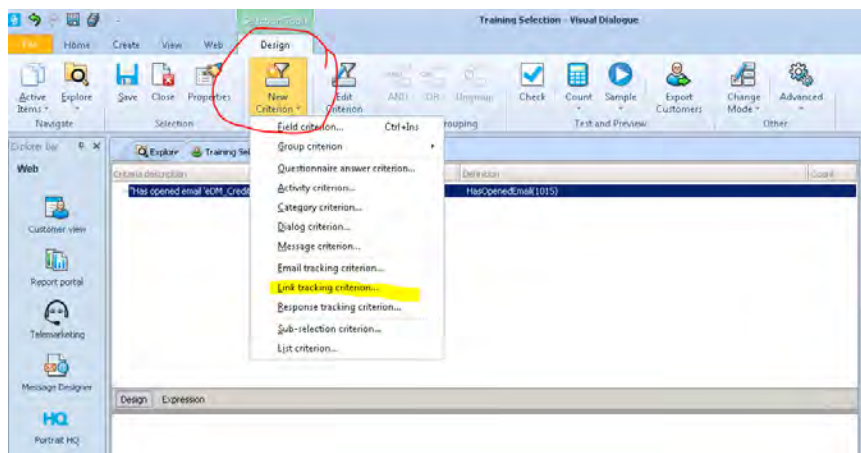 Selection Tools
Training Selection - Visual Dialogue
Home Create View Web Design
Active Items
Explore
Save
Close
Properties
New Criterion
Edit Criterion
AND
OR
Ungroup
Check
Count
Sample
Export Customers
Change Mode
Advanced
Navigate
Selection
Test and Preview
Other
Field criterion... Ctrl+Ins
Group criterion
Questionnaire answer criterion...
Activity criterion...
Category criterion...
Dialog criterion...
Message criterion...
Email tracking criterion...
Link tracking criterion...
Response tracking criterion...
Sub-selection criterion...
List criterion...
Explorer Bar
Web
Customer view
Report portal
Telemarketing
Message Designer
HQ
Portrait HQ
Explore
Training Sel
Criteria description
Definition
Count
"Has opened email 'eDM_Credit
HasOpenedEmail(1015)
Design
Expression